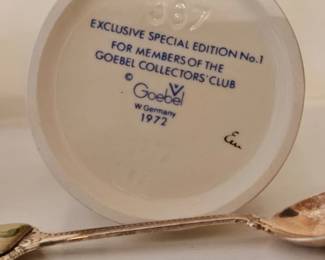 EXCLUSIVE SPECIAL EDITION No.1
FOR MEMBERS OF THE
GOEBEL COLLECTORS' CLUB
© Goebel
W. Germany
1972